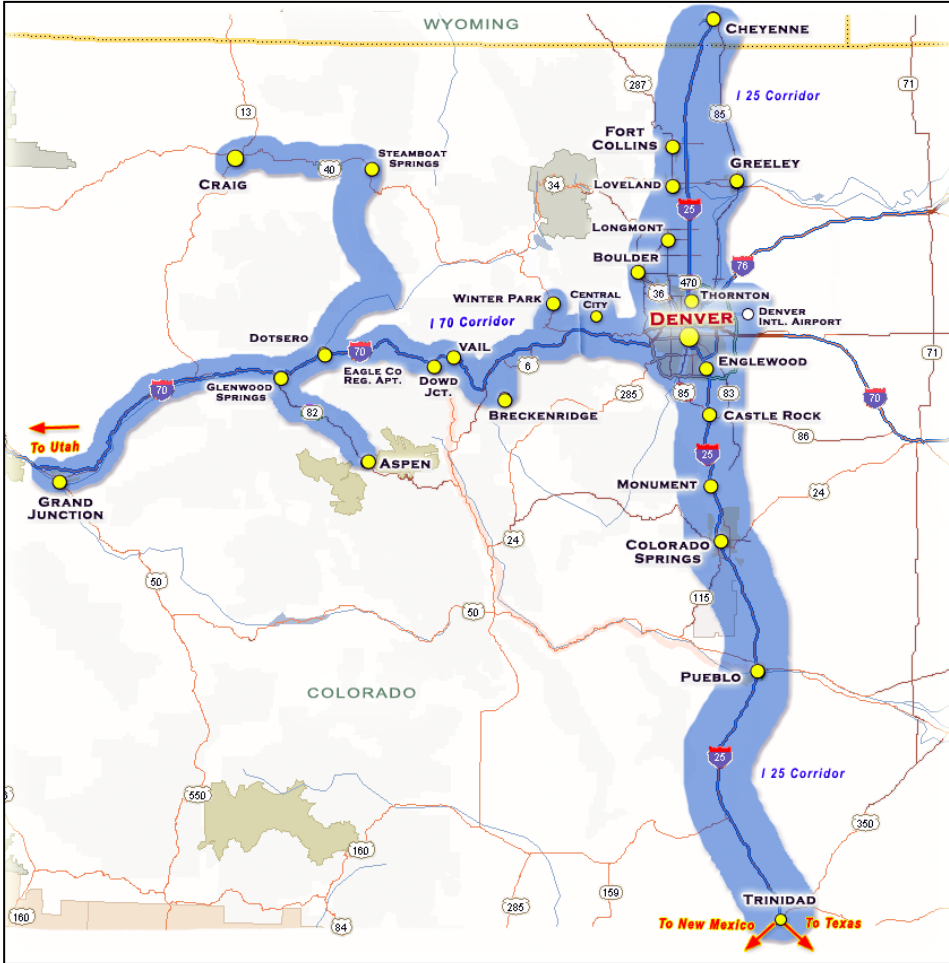 WYOMING
CHEYENNE
287
71
13
I 25 Corridor
85
FORT
COLLINS
STEAMBOAT
SPRINGS
GREELEY
40
CRAIG
34
LOVELAND
25
LONGMONT
BOULDER
76
470
36
THORNTON
WINTER PARK
CENTRAL
CITY
DENVER
DENVER
INTL. AIRPORT
I 70 Corridor
DOTSERO
70
VAIL
EAGLE CO
REG. APT.
DOWD
JCT.
6
ENGLEWOOD
GLENWOOD
SPRINGS
70
82
285
85
83
70
BRECKENRIDGE
CASTLE ROCK
86
To Utah
25
ASPEN
MONUMENT
GRAND
JUNCTION
24
24
COLORADO
SPRINGS
50
115
50
71
PUEBLO
COLORADO
25
I 25 Corridor
550
350
160
159
TRINIDAD
285
160
84
To New Mexico
To Texas